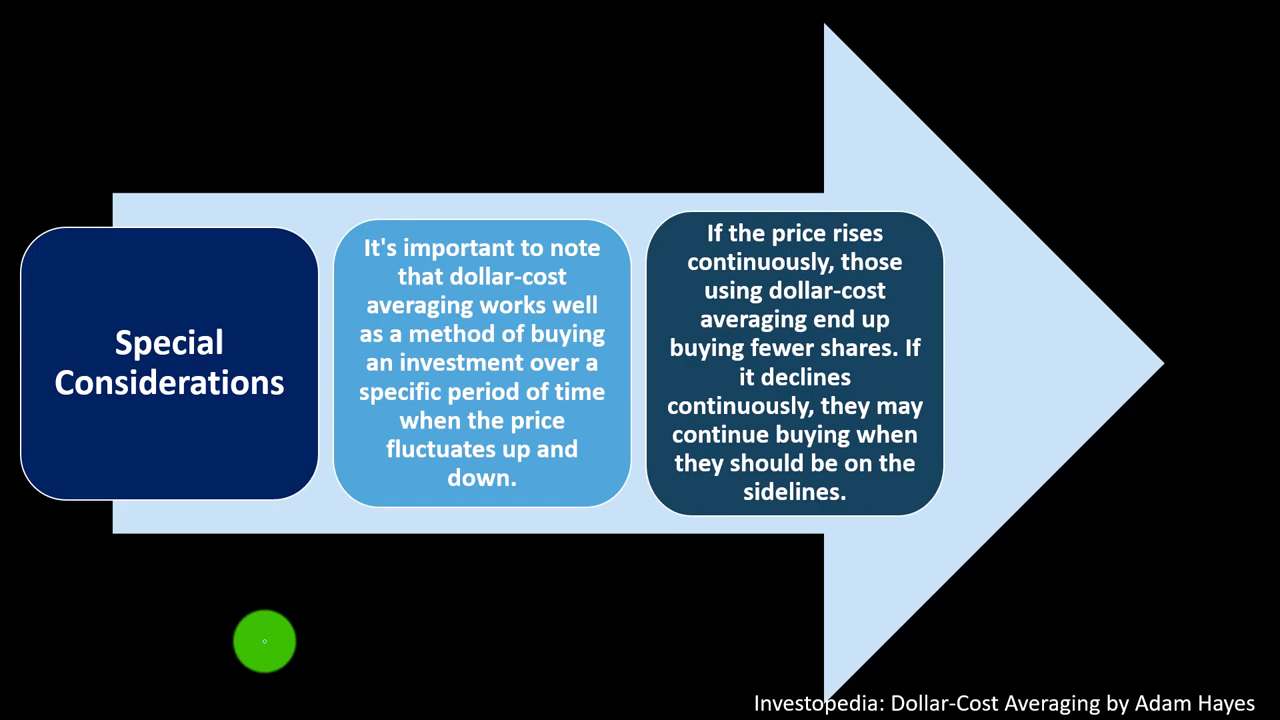 Special
Considerations
It's important to note
that dollar-cost
averaging works well
as a method of buying
an investment over a
specific period of time
when the price
fluctuates up and
down.
If the price rises
continuously, those
using dollar-cost
averaging end up
buying fewer shares. If
it declines
continuously, they may
continue buying when
they should be on the
sidelines.
Investopedia: Dollar-Cost Averaging by Adam Hayes